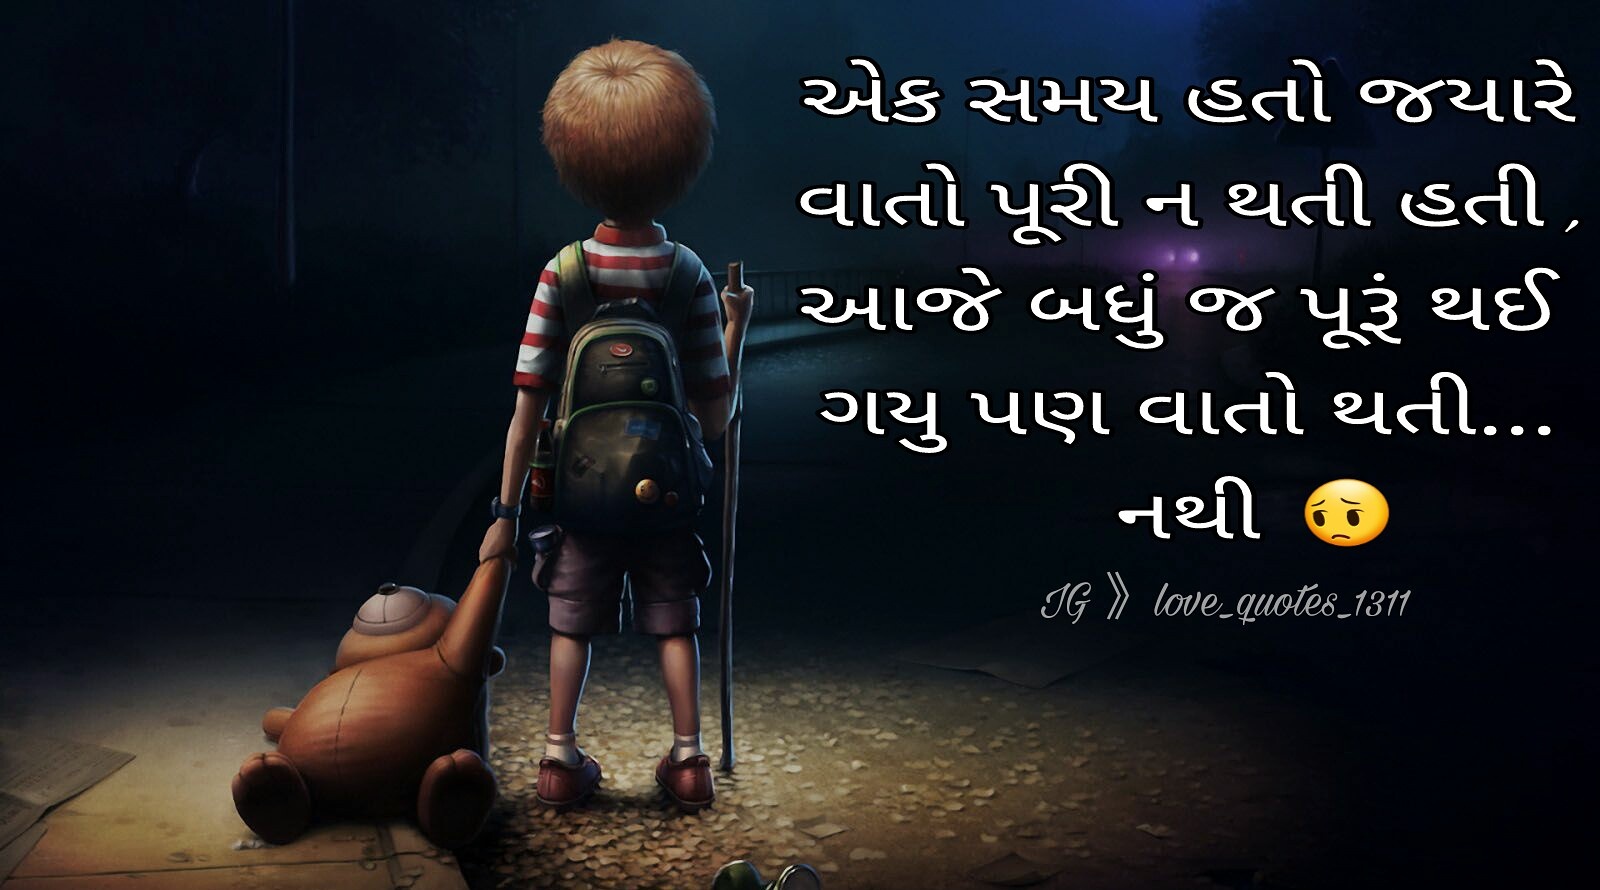 એક સમય હતો જયારે
વાતો પૂરી ન થતી હતી ,
આજે બધું જ પૂરૂં થઈ
ગયુ પણ વાતો થતી...
નથી 😔
IG 》 love_quotes_1311